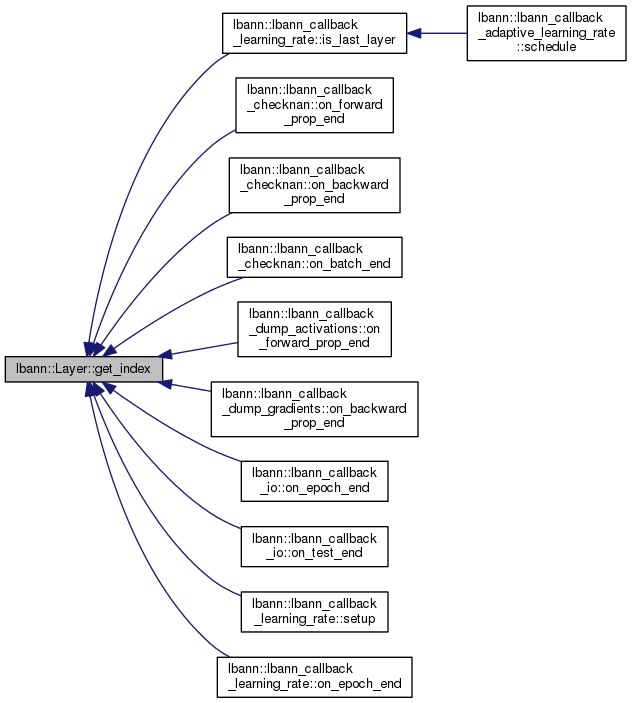 lbann::lbann_callback
_learning_rate::is_last_layer
lbann::lbann_callback
_adaptive_learning_rate
::schedule
lbann::lbann_callback
_checknan::on_forward
_prop_end
lbann::lbann_callback
_checknan::on_backward
_prop_end
lbann::lbann_callback
_checknan::on_batch_end
lbann::lbann_callback
_dump_activations::on
_forward_prop_end
lbann::Layer::get_index
lbann::lbann_callback
_dump_gradients::on_backward
_prop_end
lbann::lbann_callback
_io::on_epoch_end
lbann::lbann_callback
_io::on_test_end
lbann::lbann_callback
_learning_rate::setup
lbann::lbann_callback
_learning_rate::on_epoch_end